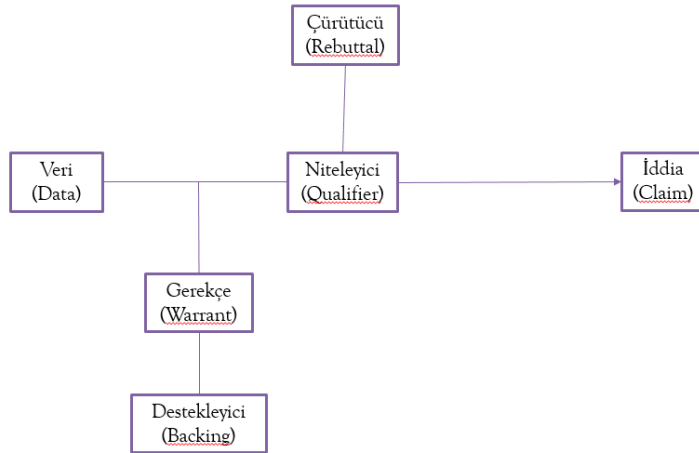 Çürütücü
(Rebuttal)
Veri
(Data)
Niteleyici
(Qualifier)
İddia
(Claim)
Gerekçe
(Warrant)
Destekleyici
(Backing)